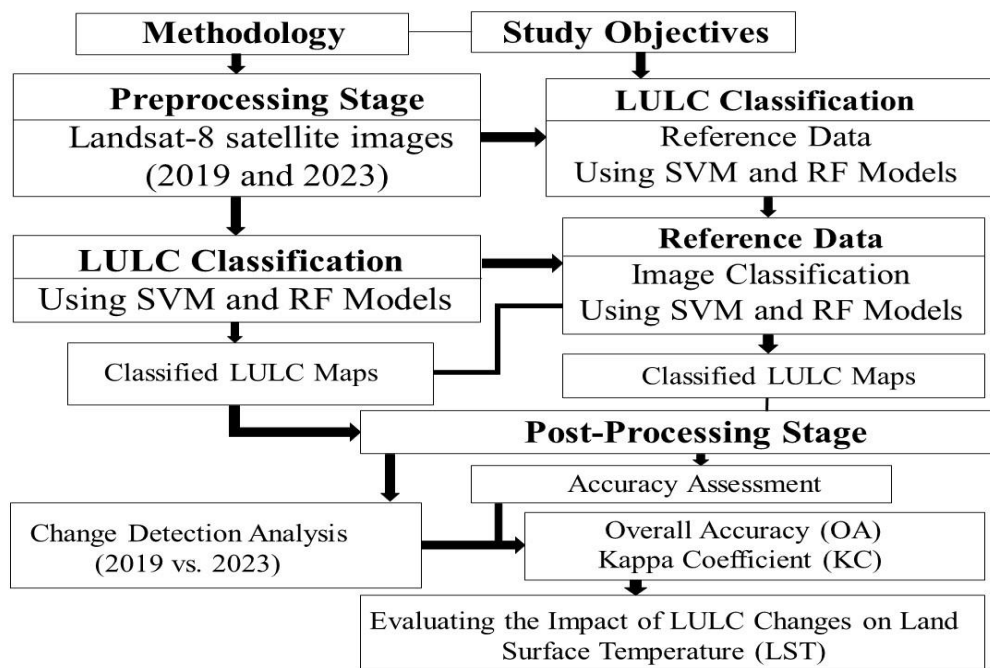 Methodology
Study Objectives
Preprocessing Stage
Landsat-8 satellite images
(2019 and 2023)
LULC Classification
Reference Data
Using SVM and RF Models
LULC Classification
Using SVM and RF Models
Reference Data
Image Classification
Using SVM and RF Models
Classified LULC Maps
Classified LULC Maps
Post-Processing Stage
Accuracy Assessment
Change Detection Analysis
(2019 vs. 2023)
Overall Accuracy (OA)
Kappa Coefficient (KC)
Evaluating the Impact of LULC Changes on Land
Surface Temperature (LST)